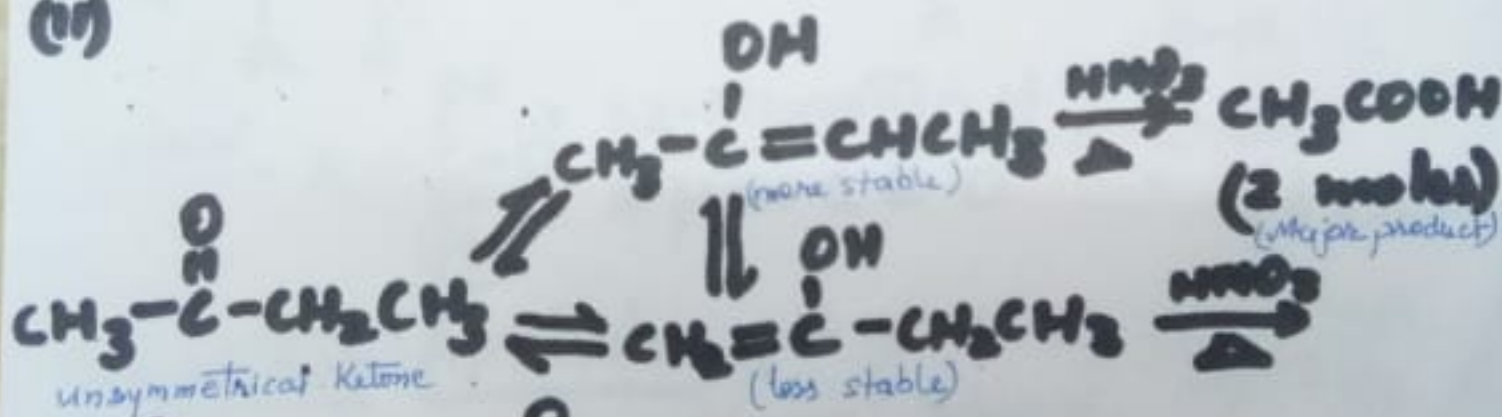 (ii)
OH
CH₃-C=CHCH₃ HNO₃ Δ CH₃COOH
(more stable) (2 moles)
(Major product)
O OH
CH₃-C-CH₂CH₃ ⇌ CH₂=C-CH₂CH₃ HNO₃ Δ
unsymmetrical Ketone (less stable)